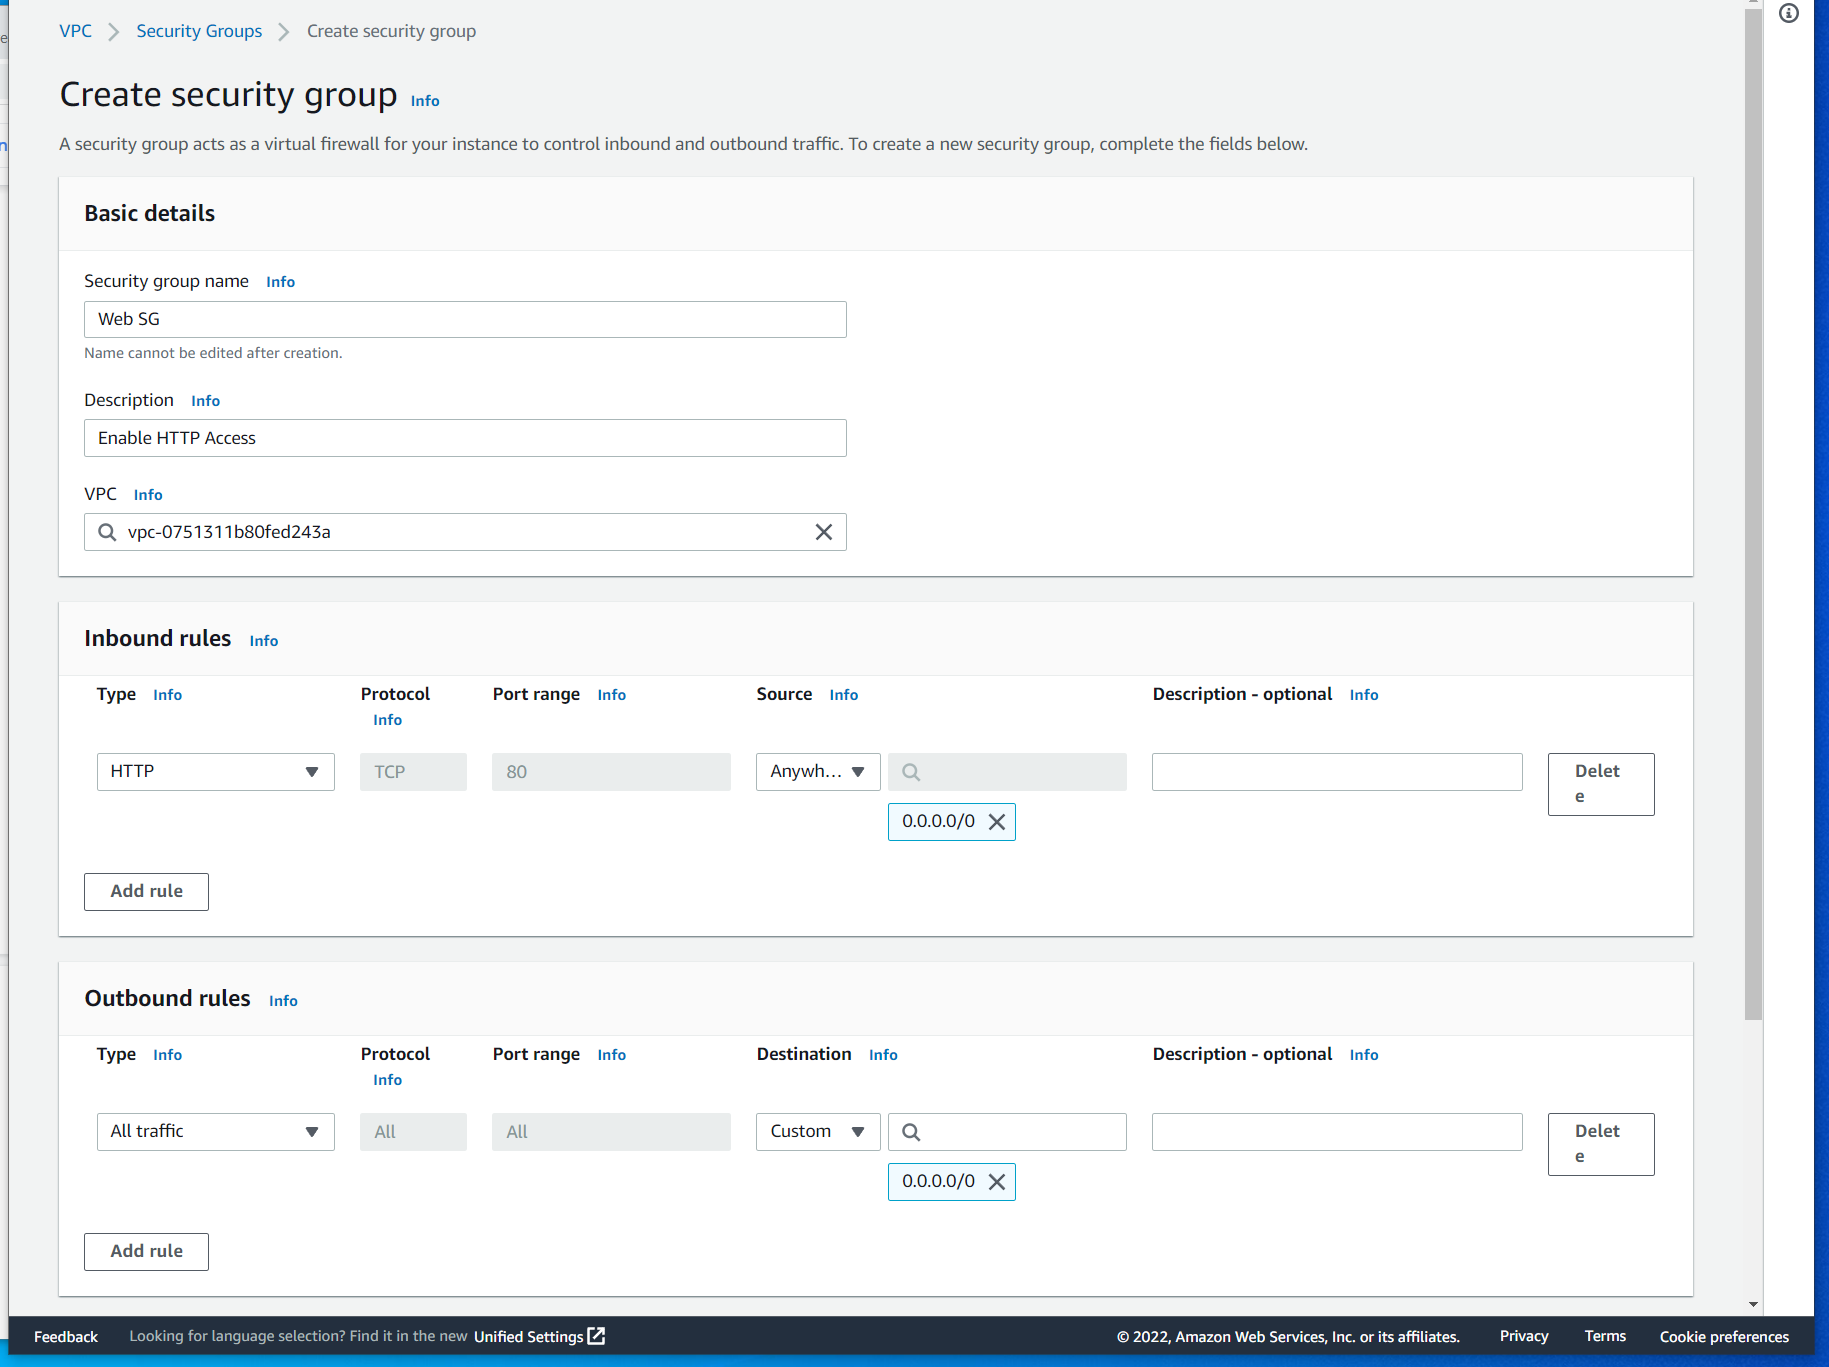 VPC > Security Groups > Create security group
Create security group Info
A security group acts as a virtual firewall for your instance to control inbound and outbound traffic. To create a new security group, complete the fields below.
Basic details
Security group name Info
Web SG
Name cannot be edited after creation.
Description Info
Enable HTTP Access
VPC Info
vpc-0751311b80fed243a
Inbound rules Info
Type Info Protocol Info Port range Info Source Info Description - optional Info
HTTP TCP 80 Anywh... Delet
e
0.0.0.0/0
Add rule
Outbound rules Info
Type Info Protocol Info Port range Info Destination Info Description - optional Info
All traffic All All Custom Delet
e
0.0.0.0/0
Add rule
Feedback Looking for language selection? Find it in the new Unified Settings © 2022, Amazon Web Services, Inc. or its affiliates. Privacy Terms Cookie preferences